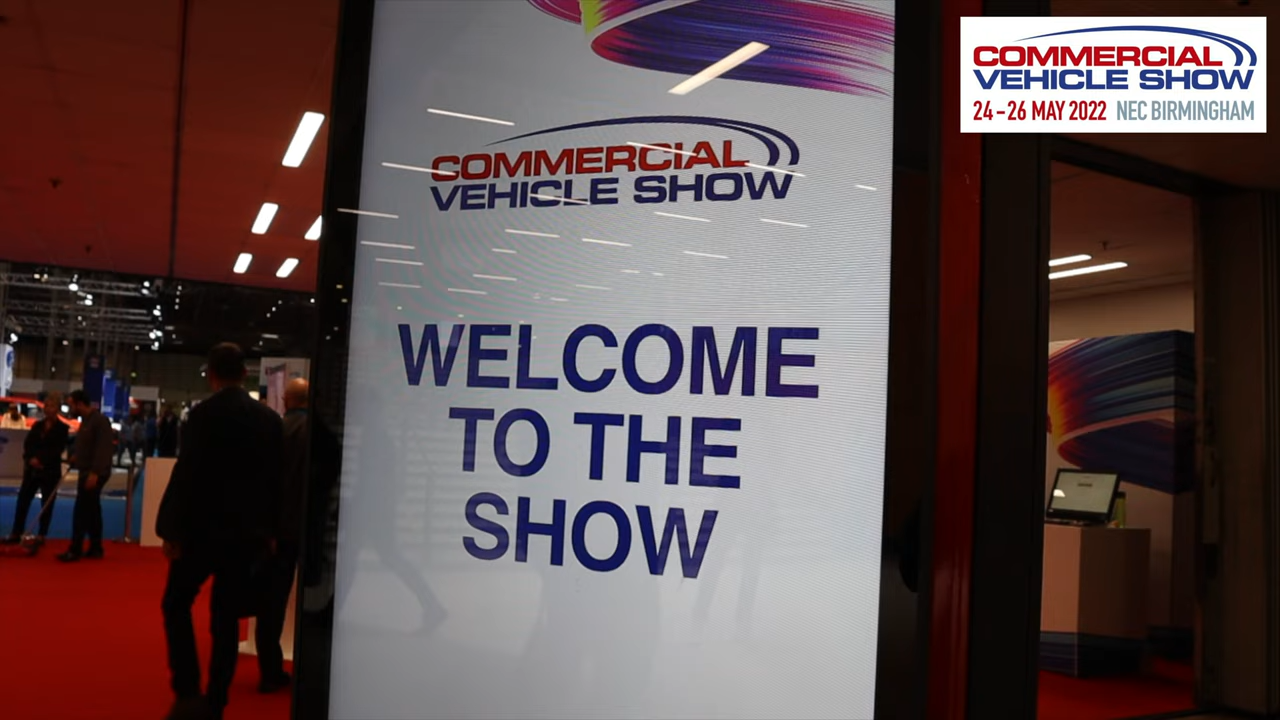 COMMERCIAL
VEHICLE SHOW
24-26 MAY 2022 NEC BIRMINGHAM
COMMERCIAL
VEHICLE SHOW
WELCOME
TO THE
SHOW